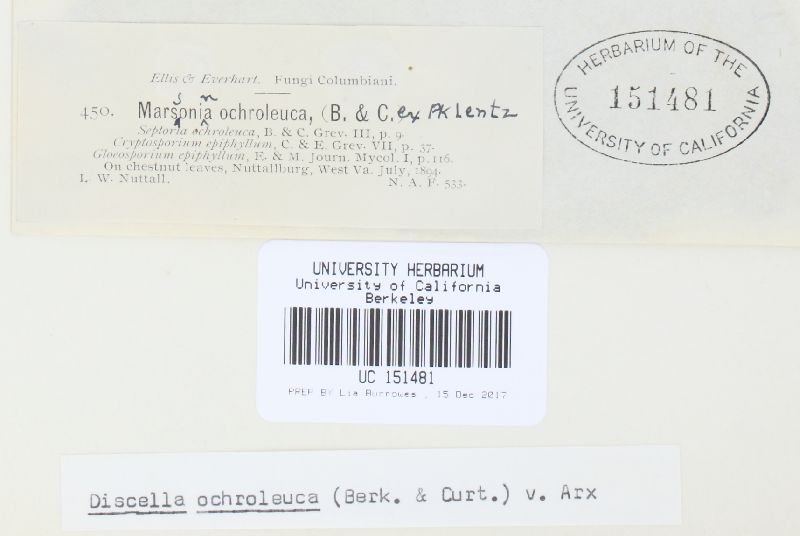 Ellis & Everhart. Fungi Columbiani.
s n
450. Marsonia ochroleuca, (B. & C. ex Pk Lentz
Septoria ochroleuca, B. & C. Grev. III, p. 9.
Cryptosporium epiphyllum, C. & E. Grev. VII, p. 37.
Gloeosporium epiphyllum, E. & M. Journ. Mycol. I, p. 116.
On chestnut leaves, Nuttallburg, West Va. July, 1894.
L. W. Nuttall. N. A. F. 533.
HERBARIUM OF THE
151481
UNIVERSITY OF CALIFORNIA
UNIVERSITY HERBARIUM
University of California
Berkeley
UC 151481
PREP BY Lia Burrowes , 15 Dec 2017
Discella ochroleuca (Berk. & Curt.) v. Arx